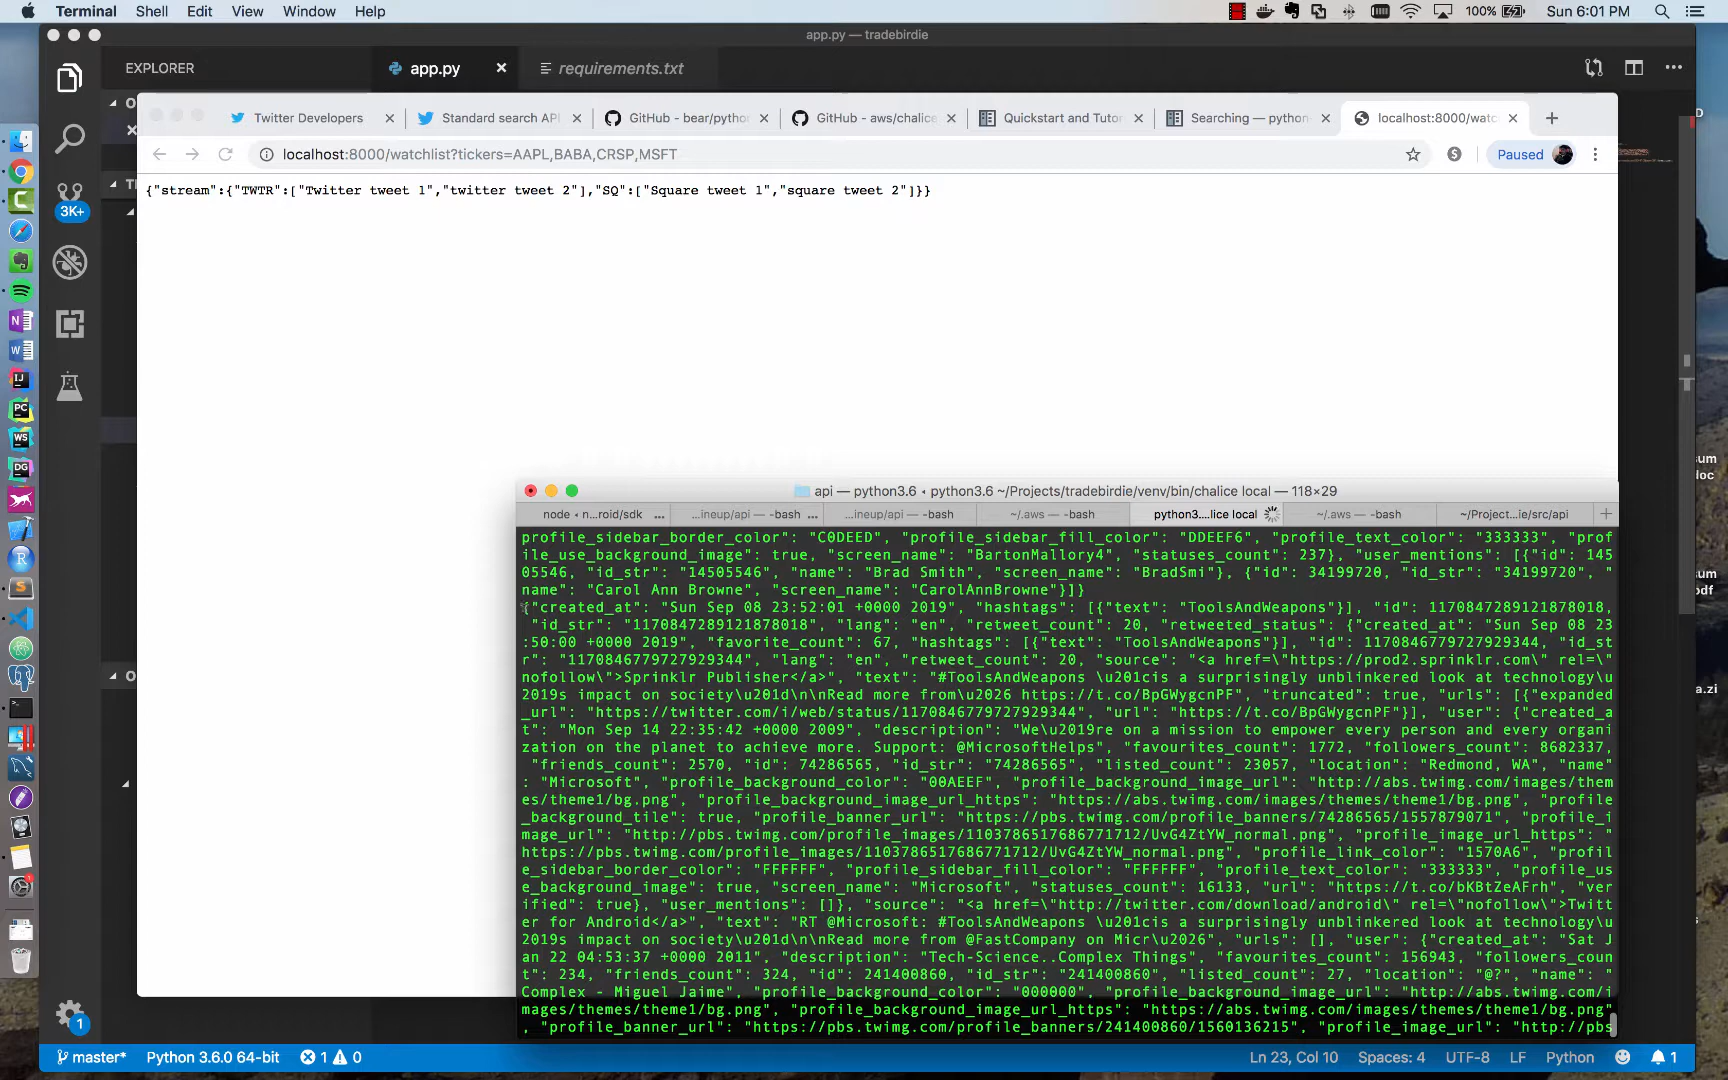 Terminal Shell Edit View Window Help 100% Sun 6:01 PM
app.py — tradebirdie
EXPLORER app.py requirements.txt
Twitter Developers Standard search API GitHub - bear/pytho GitHub - aws/chalice Quickstart and Tutor Searching — python- localhost:8000/watc
localhost:8000/watchlist?tickers=AAPL,BABA,CRSP,MSFT Paused
{"stream":{"TWTR":["Twitter tweet 1","twitter tweet 2"],"SQ":["Square tweet 1","square tweet 2"]}}
3K+
api — python3.6 • python3.6 ~/Projects/tradebirdie/venv/bin/chalice local — 118×29
node • n...roid/sdk ... ...ineup/api — -bash ... ...ineup/api — -bash ~/.aws — -bash python3....lice local ~/.aws — -bash ~/Project...ie/src/api
profile_sidebar_border_color": "C0DEED", "profile_sidebar_fill_color": "DDEEF6", "profile_text_color": "333333", "prof
ile_use_background_image": true, "screen_name": "BartonMallory4", "statuses_count": 237}, "user_mentions": [{"id": 145
05546, "id_str": "14505546", "name": "Brad Smith", "screen_name": "BradSmi"}, {"id": 34199720, "id_str": "34199720", "
name": "Carol Ann Browne", "screen_name": "CarolAnnBrowne"}]}
{"created_at": "Sun Sep 08 23:52:01 +0000 2019", "hashtags": [{"text": "ToolsAndWeapons"}], "id": 1170847289121878018,
"id_str": "1170847289121878018", "lang": "en", "retweet_count": 20, "retweeted_status": {"created_at": "Sun Sep 08 23
:50:00 +0000 2019", "favorite_count": 67, "hashtags": [{"text": "ToolsAndWeapons"}], "id": 1170846779727929344, "id_st
r": "1170846779727929344", "lang": "en", "retweet_count": 20, "source": "<a href=\"https://prod2.sprinklr.com\" rel=\"
nofollow\">Sprinklr Publisher</a>", "text": "#ToolsAndWeapons \u201cis a surprisingly unblinkered look at technology\u
2019s impact on society\u201d\n\nRead more from\u2026 https://t.co/BpGWygcnPF", "truncated": true, "urls": [{"expanded
_url": "https://twitter.com/i/web/status/1170846779727929344", "url": "https://t.co/BpGWygcnPF"}], "user": {"created_a
t": "Mon Sep 14 22:35:42 +0000 2009", "description": "We\u2019re on a mission to empower every person and every organi
zation on the planet to achieve more. Support: @MicrosoftHelps", "favourites_count": 1772, "followers_count": 8682337,
"friends_count": 2570, "id": 74286565, "id_str": "74286565", "listed_count": 23057, "location": "Redmond, WA", "name"
: "Microsoft", "profile_background_color": "00AEEF", "profile_background_image_url": "http://abs.twimg.com/images/them
es/theme1/bg.png", "profile_background_image_url_https": "https://abs.twimg.com/images/themes/theme1/bg.png", "profile
_background_tile": true, "profile_banner_url": "https://pbs.twimg.com/profile_banners/74286565/1557879071", "profile_i
mage_url": "http://pbs.twimg.com/profile_images/1103786517686771712/UvG4ZtYW_normal.png", "profile_image_url_https": "
https://pbs.twimg.com/profile_images/1103786517686771712/UvG4ZtYW_normal.png", "profile_link_color": "1570A6", "profil
e_sidebar_border_color": "FFFFFF", "profile_sidebar_fill_color": "FFFFFF", "profile_text_color": "333333", "profile_us
e_background_image": true, "screen_name": "Microsoft", "statuses_count": 16133, "url": "https://t.co/bKBtZeAFrh", "ver
ified": true}, "user_mentions": []}, "source": "<a href=\"http://twitter.com/download/android\" rel=\"nofollow\">Twitt
er for Android</a>", "text": "RT @Microsoft: #ToolsAndWeapons \u201cis a surprisingly unblinkered look at technology\u
2019s impact on society\u201d\n\nRead more from @FastCompany on Micr\u2026", "urls": [], "user": {"created_at": "Sat J
an 22 04:53:37 +0000 2011", "description": "Tech-Science..Complex Things", "favourites_count": 156943, "followers_coun
t": 234, "friends_count": 324, "id": 241400860, "id_str": "241400860", "listed_count": 27, "location": "@?", "name": "
Complex - Miguel Jaime", "profile_background_color": "000000", "profile_background_image_url": "http://abs.twimg.com/i
mages/themes/theme1/bg.png", "profile_background_image_url_https": "https://abs.twimg.com/images/themes/theme1/bg.png"
, "profile_banner_url": "https://pbs.twimg.com/profile_banners/241400860/1560136215", "profile_image_url": "http://pbs
master* Python 3.6.0 64-bit 1 0 Ln 23, Col 10 Spaces: 4 UTF-8 LF Python 1